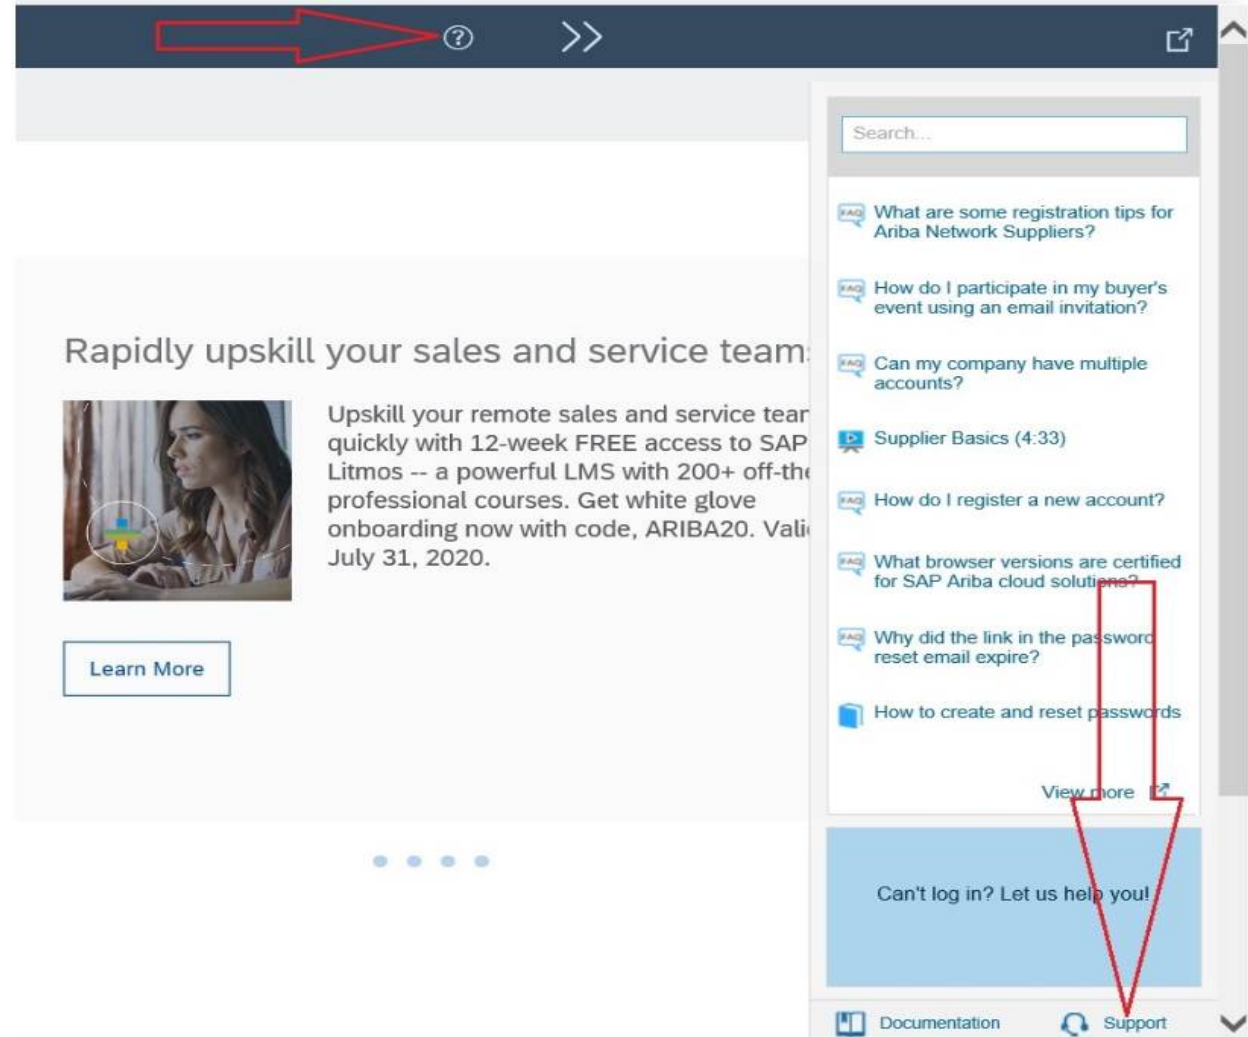 ?
Search...
FAQ What are some registration tips for
Ariba Network Suppliers?
FAQ How do I participate in my buyer's
event using an email invitation?
FAQ Can my company have multiple
accounts?
Supplier Basics (4:33)
FAQ How do I register a new account?
FAQ What browser versions are certified
for SAP Ariba cloud solutions?
FAQ Why did the link in the password
reset email expire?
How to create and reset passwords
View more
Can't log in? Let us help you!
Documentation
Support
Rapidly upskill your sales and service team
Upskill your remote sales and service
quickly with 12-week FREE access to SAP
Litmos -- a powerful LMS with 200+
professional courses. Get white glove
onboarding now with code, ARIBA20.
July 31, 2020.
Learn More